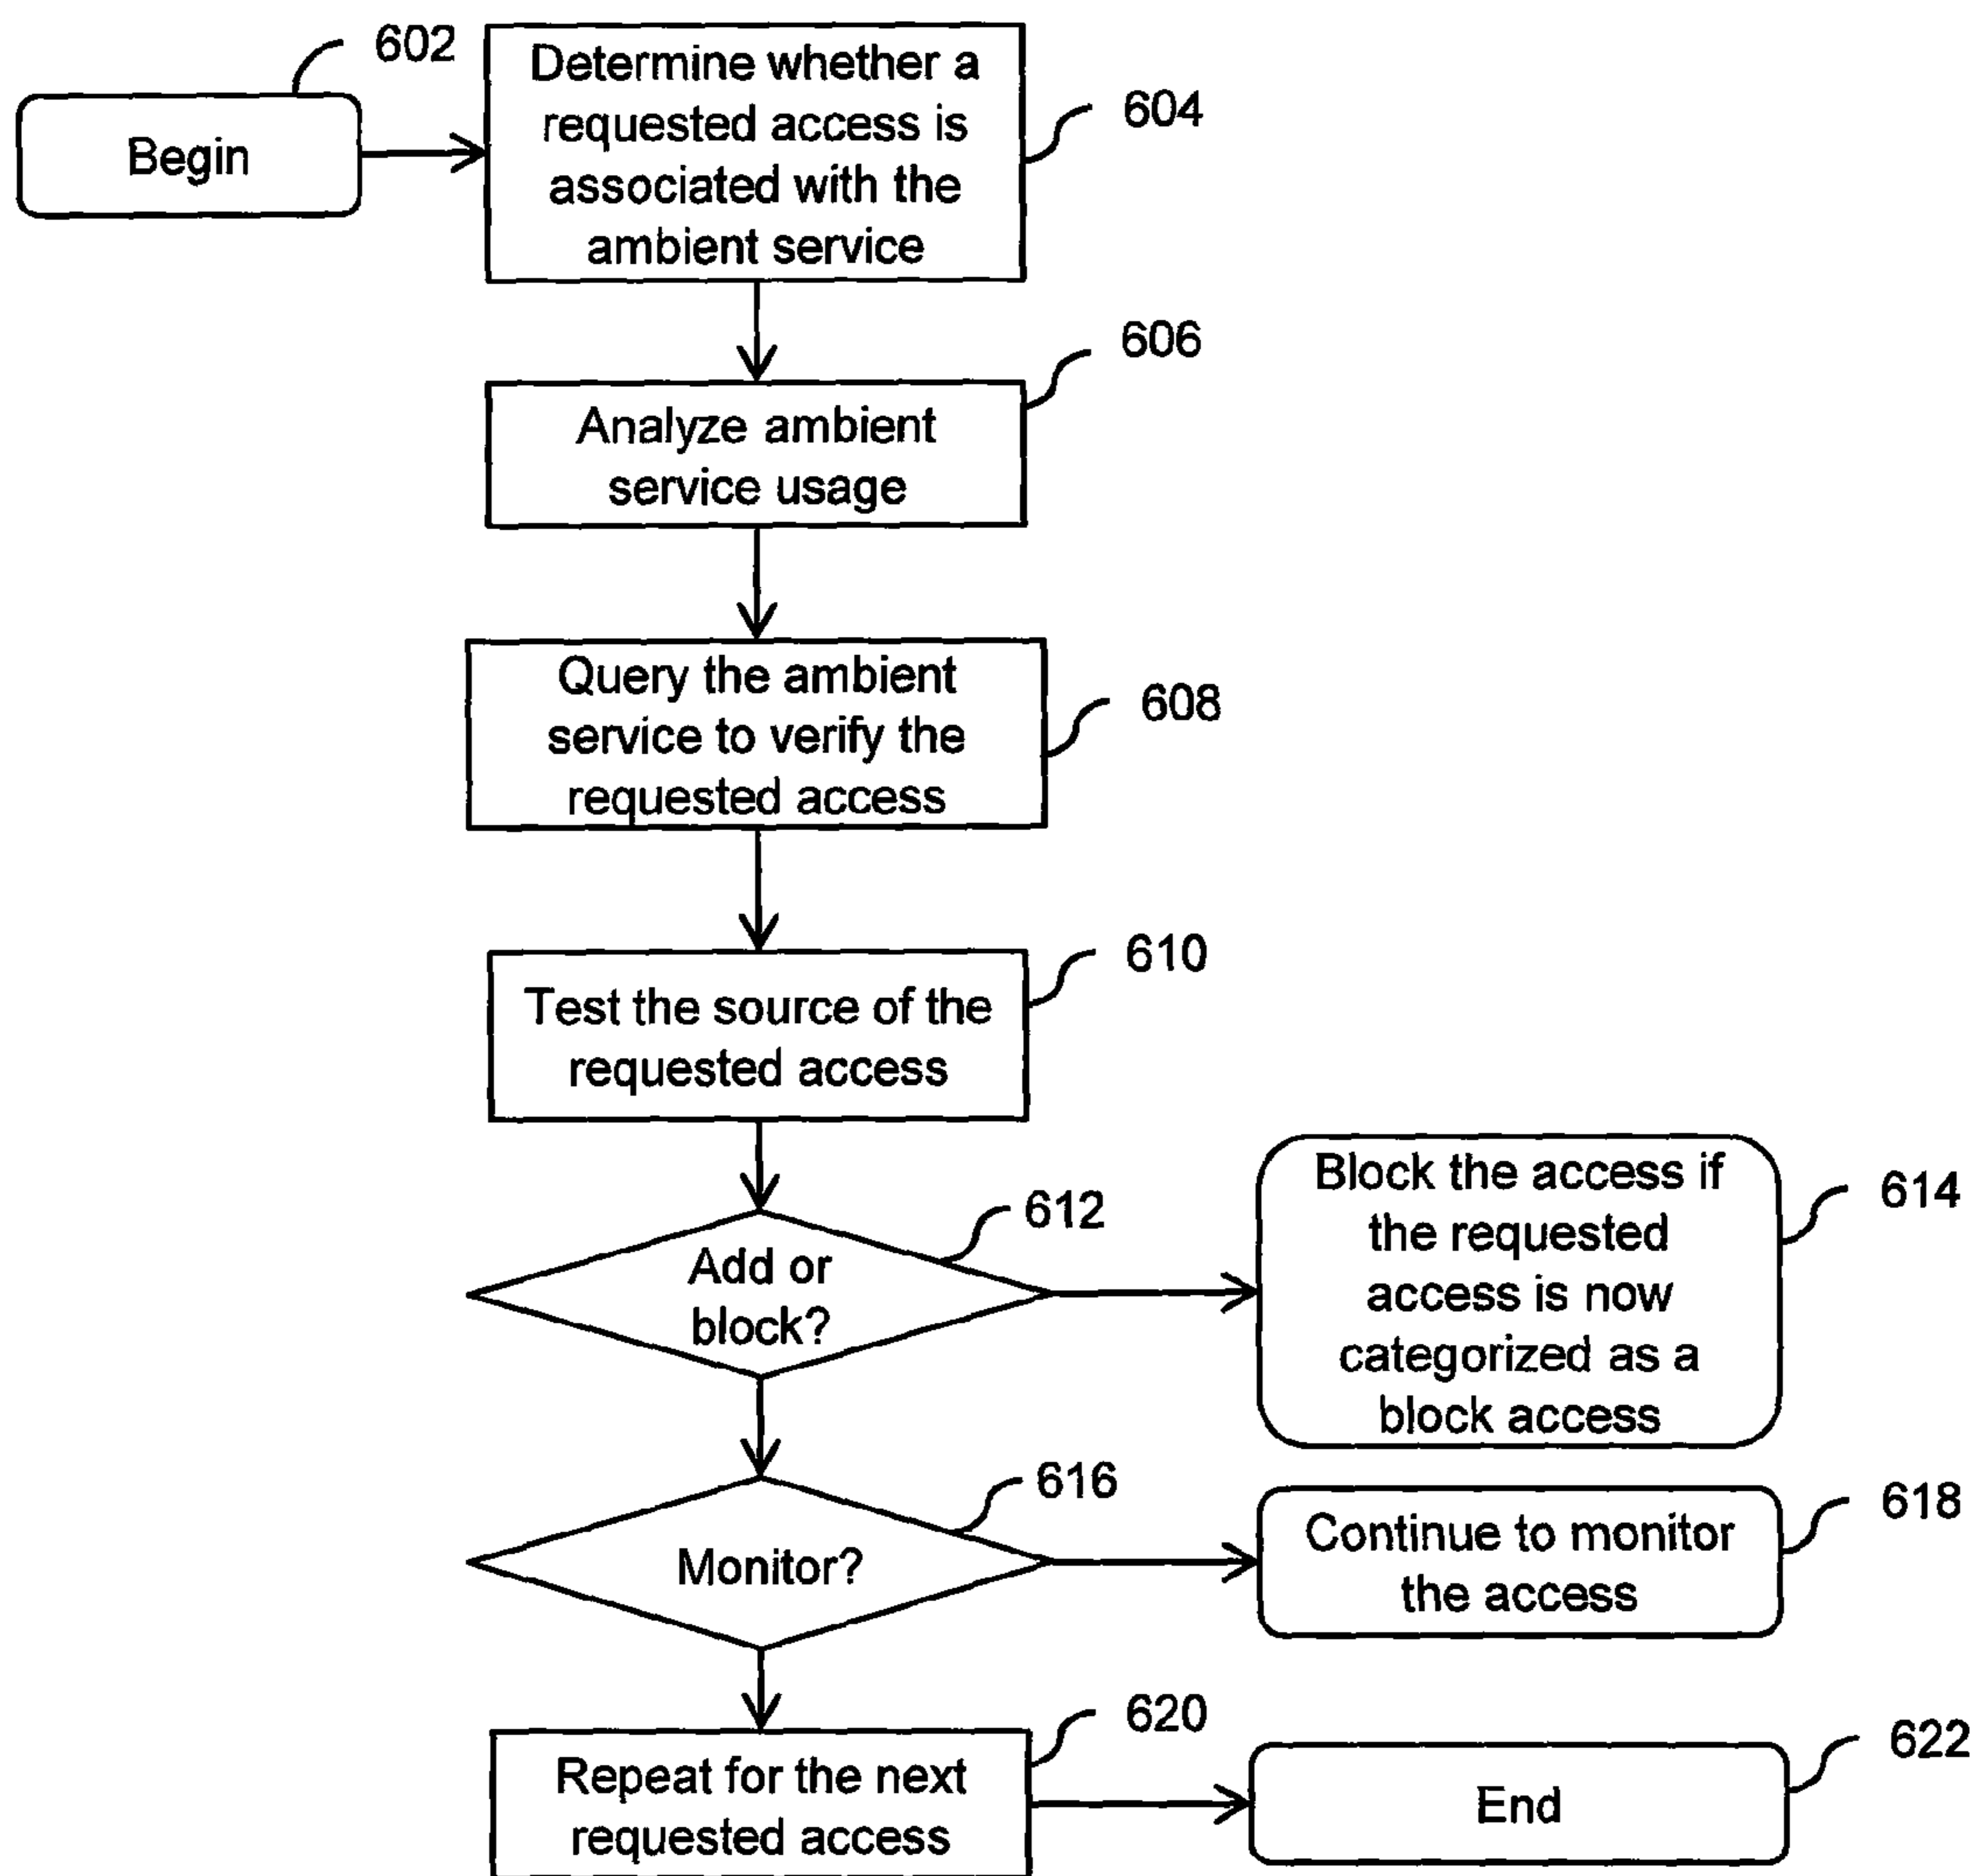 602
Begin
Determine whether a
requested access is
associated with the
ambient service
604
Analyze ambient
service usage
606
Query the ambient
service to verify the
requested access
608
Test the source of the
requested access
610
Add or
block?
612
Block the access if
the requested
access is now
categorized as a
block access
614
Monitor?
616
Continue to monitor
the access
618
Repeat for the next
requested access
620
End
622